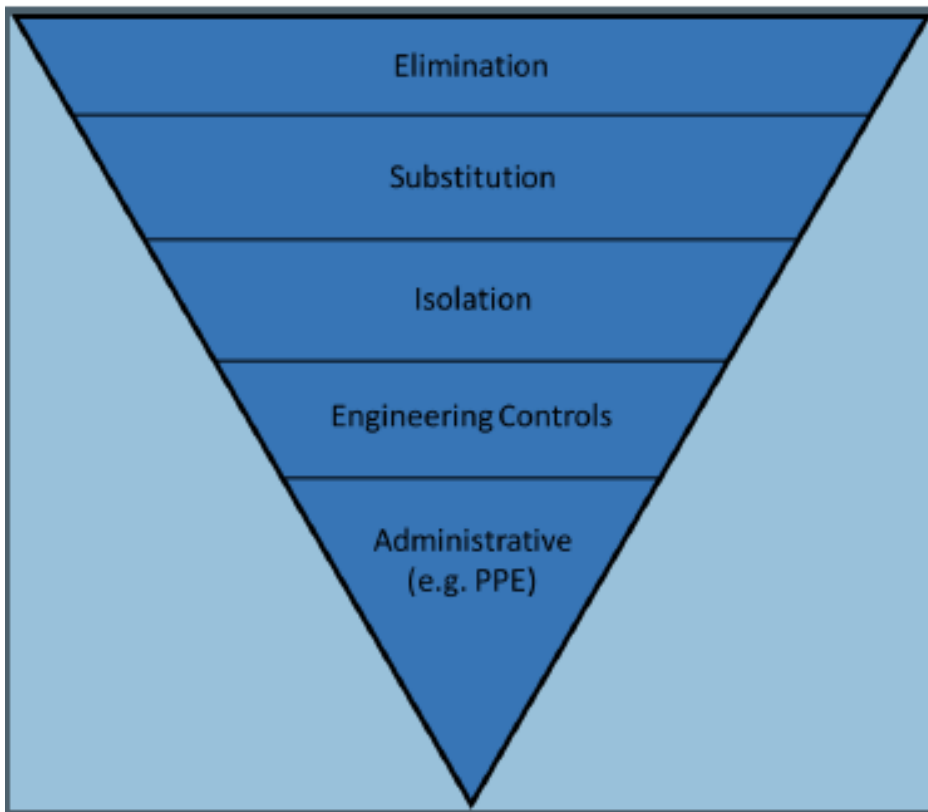 Elimination
Substitution
Isolation
Engineering Controls
Administrative
(e.g. PPE)